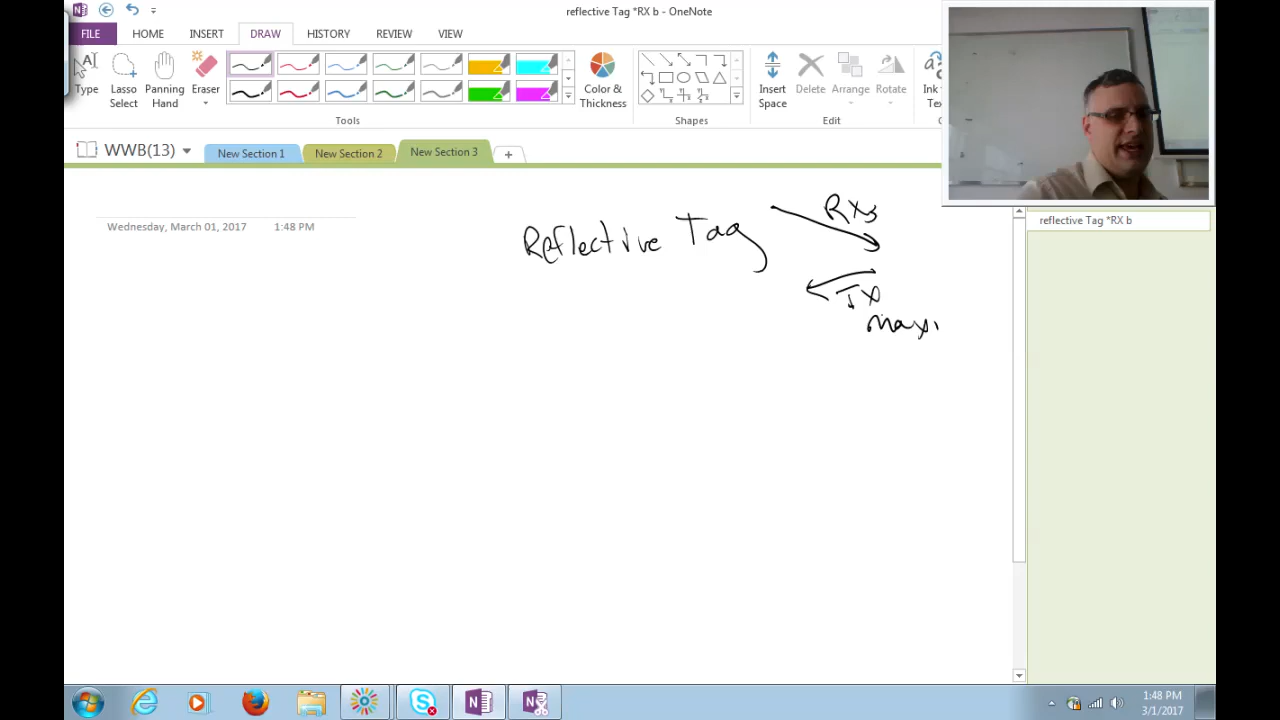 reflective Tag *RX b - OneNote
FILE HOME INSERT DRAW HISTORY REVIEW VIEW
Type
Lasso Select
Panning Hand
Eraser
Color & Thickness
Insert Space
Delete
Arrange
Rotate
Ink to
Tools
Shapes
Edit
WWB(13)
New Section 1
New Section 2
New Section 3
reflective Tag *RX b
Wednesday, March 01, 2017 1:48 PM
Reflective Tag
RXs
TX
1:48 PM
3/1/2017